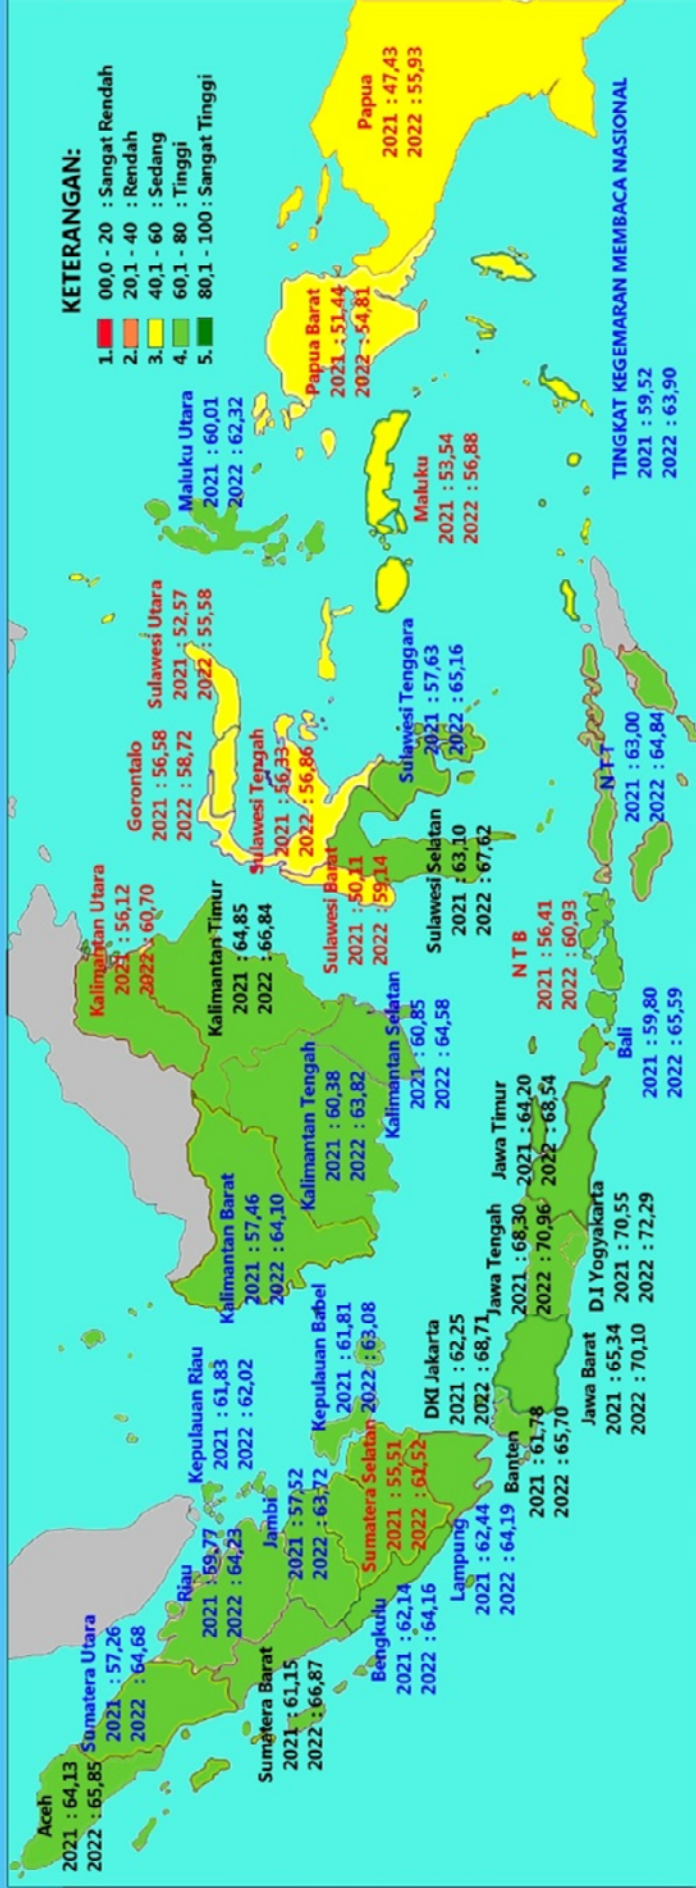 KETERANGAN:
1. 00,0 - 20 : Sangat Rendah
2. 20,1 - 40 : Rendah
3. 40,1 - 60 : Sedang
4. 60,1 - 80 : Tinggi
5. 80,1 - 100 : Sangat Tinggi
Aceh
2021 : 64,13
2022 : 65,85
Sumatera Utara
2021 : 57,26
2022 : 64,68
Riau
2021 : 59,77
2022 : 64,23
Kepulauan Riau
2021 : 61,83
2022 : 62,02
Sumatera Barat
2021 : 61,15
2022 : 66,87
Jambi
2021 : 57,52
2022 : 63,72
Kepulauan Babel
2021 : 61,81
2022 : 63,08
Bengkulu
2021 : 62,14
2022 : 64,16
Sumatera Selatan
2021 : 55,51
2022 : 61,52
Lampung
2021 : 62,44
2022 : 64,19
DKI Jakarta
2021 : 62,25
2022 : 68,71
Banten
2021 : 61,78
2022 : 65,70
Jawa Barat
2021 : 65,34
2022 : 70,10
Jawa Tengah
2021 : 68,30
2022 : 70,96
D.I Yogyakarta
2021 : 70,55
2022 : 72,29
Jawa Timur
2021 : 64,20
2022 : 68,54
Bali
2021 : 59,80
2022 : 65,59
N T B
2021 : 56,41
2022 : 60,93
N T T
2021 : 63,00
2022 : 64,84
Kalimantan Barat
2021 : 57,46
2022 : 64,10
Kalimantan Tengah
2021 : 60,38
2022 : 63,82
Kalimantan Selatan
2021 : 60,85
2022 : 64,58
Kalimantan Timur
2021 : 64,85
2022 : 66,84
Kalimantan Utara
2021 : 56,12
2022 : 60,70
Gorontalo
2021 : 56,58
2022 : 58,72
Sulawesi Utara
2021 : 52,57
2022 : 55,58
Sulawesi Tengah
2021 : 56,33
2022 : 56,86
Sulawesi Barat
2021 : 50,11
2022 : 59,14
Sulawesi Selatan
2021 : 63,10
2022 : 67,62
Sulawesi Tenggara
2021 : 57,63
2022 : 65,16
Maluku Utara
2021 : 60,01
2022 : 62,32
Maluku
2021 : 53,54
2022 : 56,88
Papua Barat
2021 : 51,44
2022 : 54,81
Papua
2021 : 47,43
2022 : 55,93
TINGKAT KEGEMARAN MEMBACA NASIONAL
2021 : 59,52
2022 : 63,90